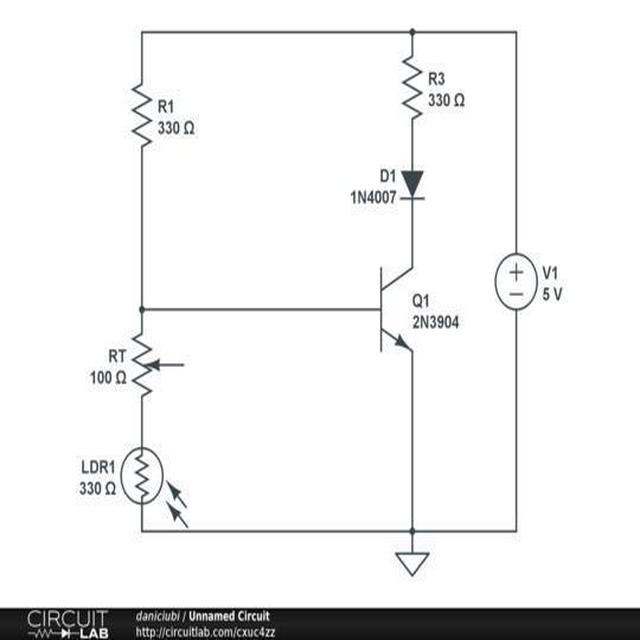 R1
330 Ω
R3
330 Ω
D1
1N4007
V1
5 V
Q1
2N3904
RT
100 Ω
LDR1
330 Ω
CIRCUIT
LAB
daniciubi / Unnamed Circuit
http://circuitlab.com/cxuc4zz